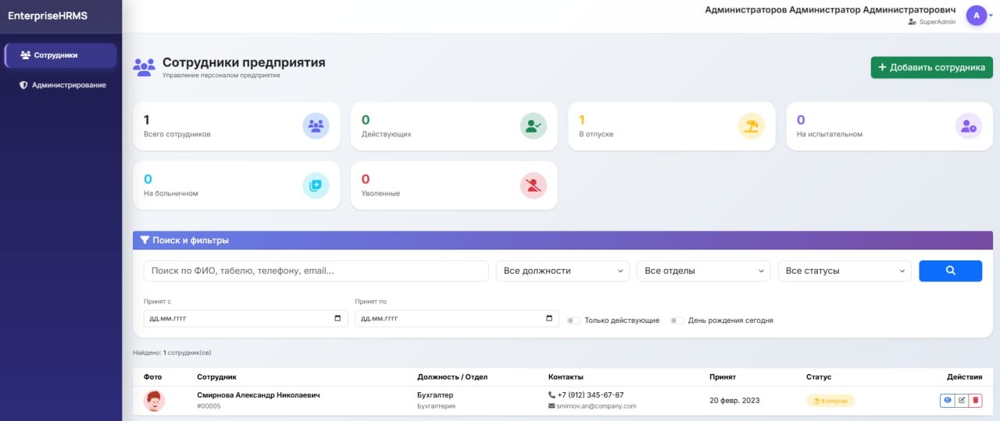 EnterpriseHRMS
Администраторов Администратор Администраторович
А
SuperAdmin
Сотрудники
Администрирование
Сотрудники предприятия
Управление персоналом предприятия
+ Добавить сотрудника
1
Всего сотрудников
0
Действующих
1
В отпуске
0
На испытательном
0
На больничном
0
Уволенные
Поиск и фильтры
Поиск по ФИО, табелю, телефону, email...
Все должности
Все отделы
Все статусы
Принят с
Принят по
дд.мм.гггг
дд.мм.гггг
Только действующие
День рождения сегодня
Найдено: 1 сотрудник(ов)
Фото Сотрудник Должность / Отдел Контакты Принят Статус Действия
Смирнова Александр Николаевич
#00005
Бухгалтер
Бухгалтерия
+7 (912) 345-67-87
smirnov.an@company.com
20 февр. 2023
В отпуске